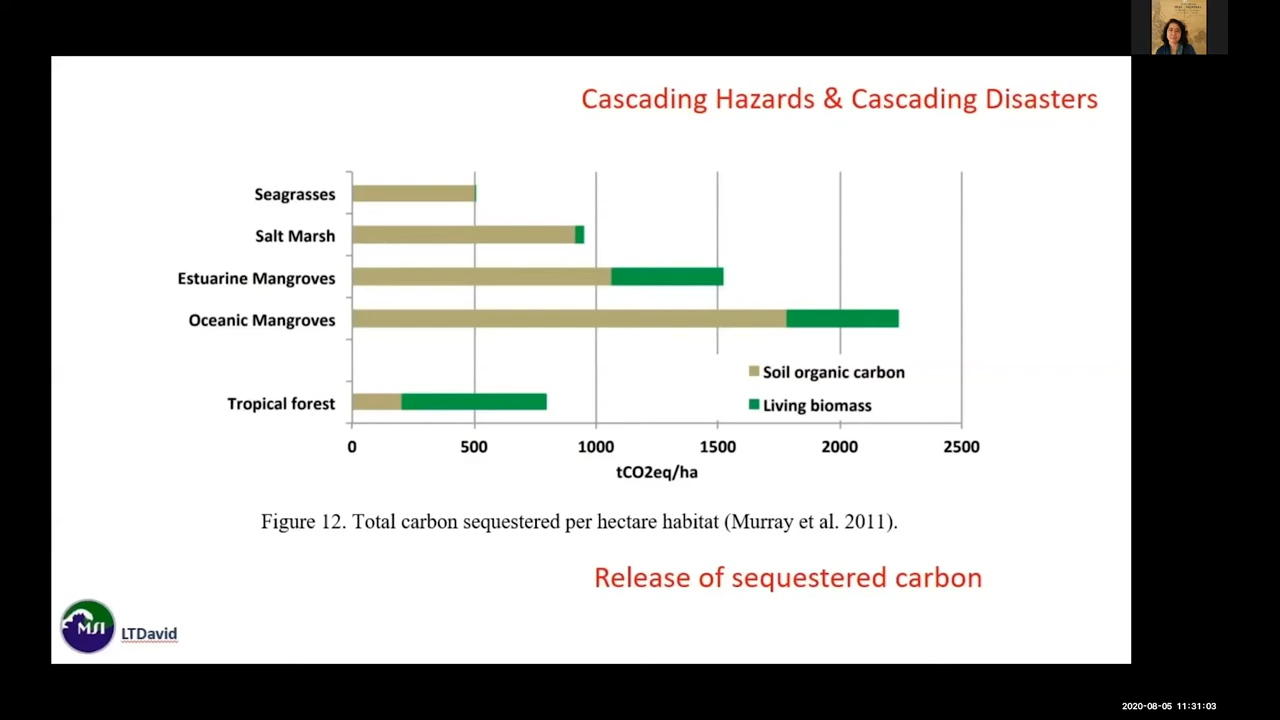 Cascading Hazards & Cascading Disasters
Seagrasses
Salt Marsh
Estuarine Mangroves
Oceanic Mangroves
Tropical forest
Soil organic carbon
Living biomass
0 500 1000 1500 2000 2500
tCO2eq/ha
Figure 12. Total carbon sequestered per hectare habitat (Murray et al. 2011).
Release of sequestered carbon
MSI
LTDavid
2020-08-05 11:31:03